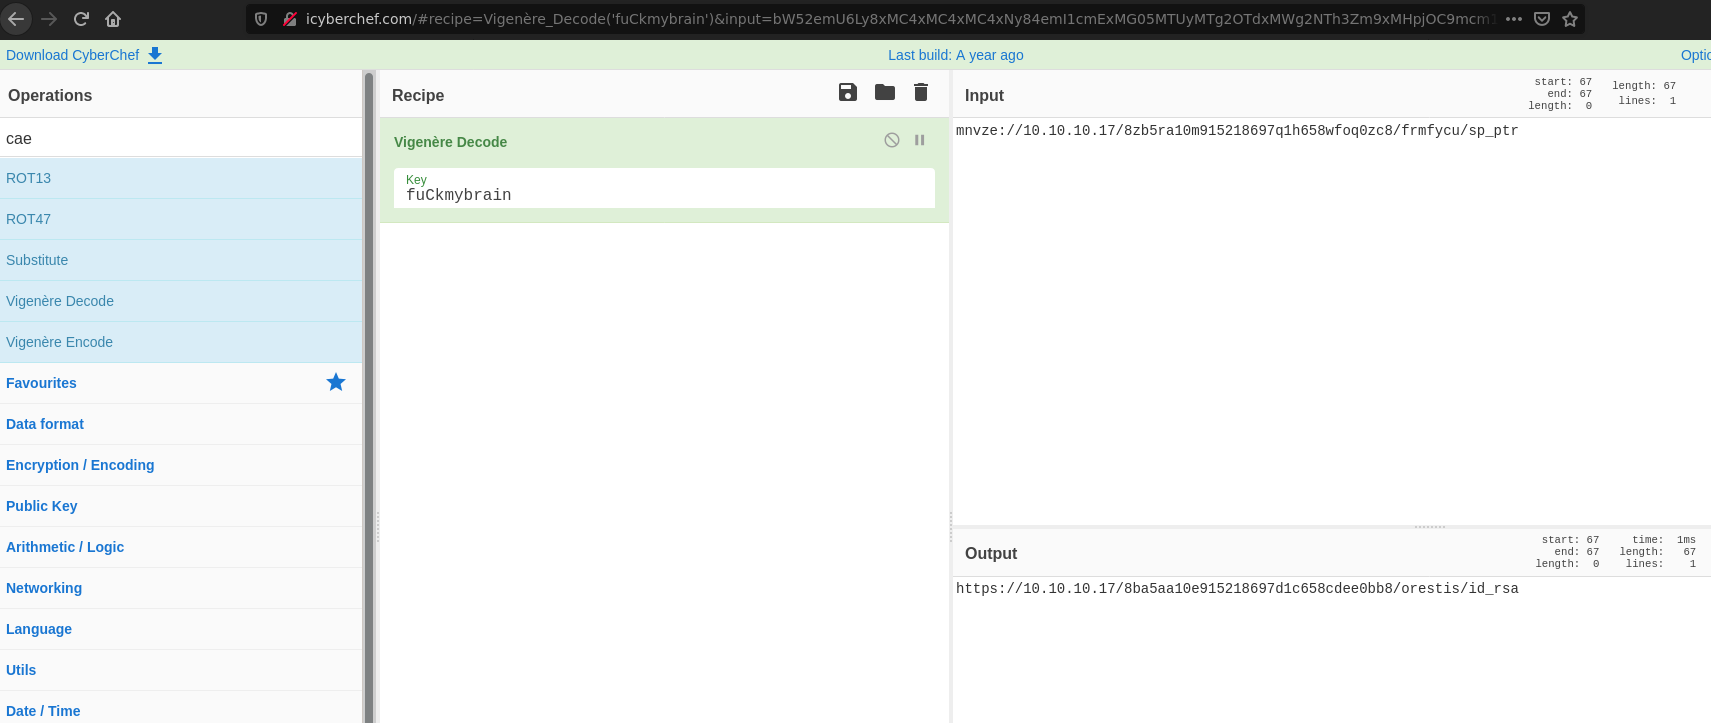 icyberchef.com/#recipe=Vigenère_Decode('fuCkmybrain')&input=bW52emU6Ly8xMC4xMC4xMC4xNy84emI1cmExMG05MTUyMTg2OTdxMWg2NTh3Zm9xMHpjOC9mcm1
Download CyberChef
Last build: A year ago
Optio
Operations
cae
ROT13
ROT47
Substitute
Vigenère Decode
Vigenère Encode
Favourites
Data format
Encryption / Encoding
Public Key
Arithmetic / Logic
Networking
Language
Utils
Date / Time
Recipe
Vigenère Decode
Key
fuCkmybrain
Input
start: 67
end: 67
length: 0
length: 67
lines: 1
mnvze://10.10.10.17/8zb5ra10m915218697q1h658wfoq0zc8/frmfycu/sp_ptr
Output
start: 67
end: 67
length: 0
time: 1ms
length: 67
lines: 1
https://10.10.10.17/8ba5aa10e915218697d1c658cdee0bb8/orestis/id_rsa